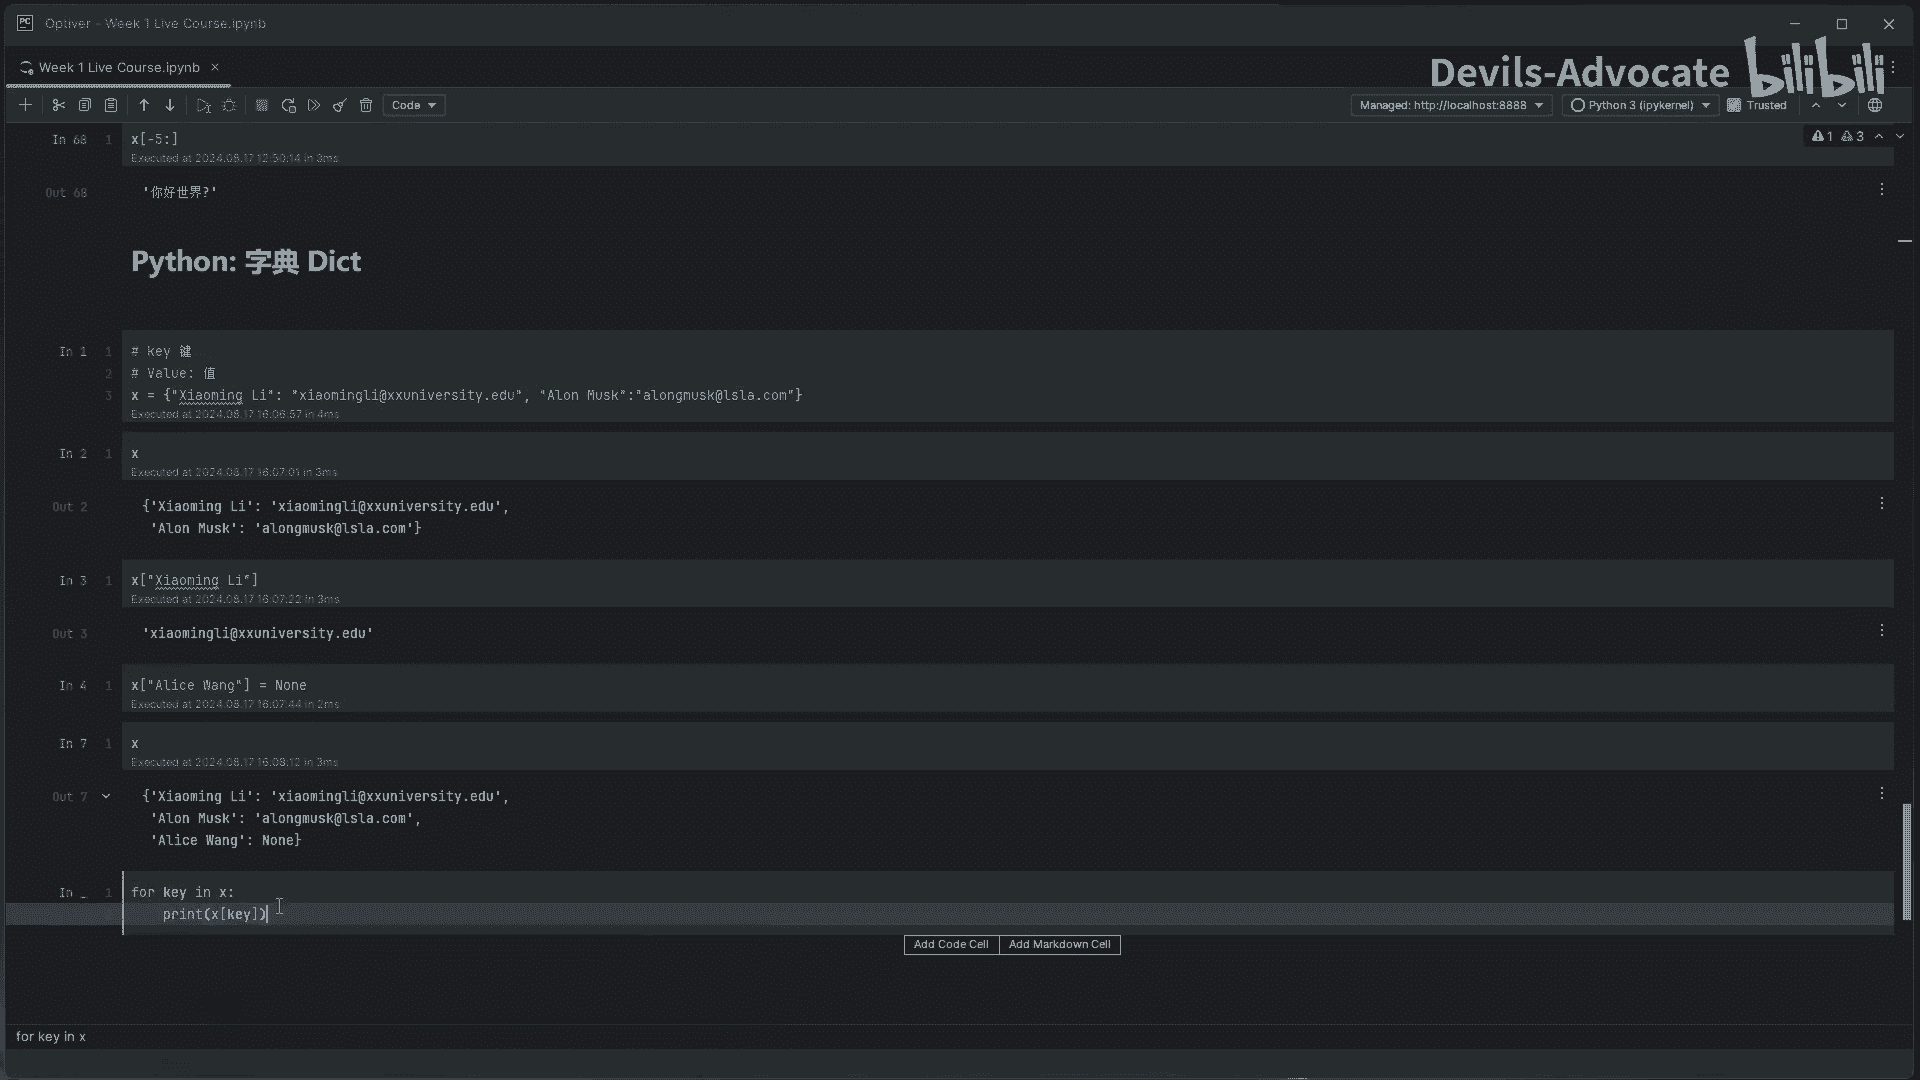 Optiver – Week 1 Live Course.ipynb
Week 1 Live Course.ipynb
Devils-Advocate bilibili
Code
Managed: http://localhost:8888
Python 3 (ipykernel)
Trusted
1 3
In 68 1 x[-5:]
Executed at 2024.08.17 12:30:14 in 3ms
Out 68 '你好世界?'
Python: 字典 Dict
In 1 1 # key 键
2 # Value: 值
3 x = {"Xiaoming Li": "xiaomingli@xxuniversity.edu", "Alon Musk":"alongmusk@lsla.com"}
Executed at 2024.08.17 16:06:57 in 4ms
In 2 1 x
Executed at 2024.08.17 16:07:01 in 3ms
Out 2 {'Xiaoming Li': 'xiaomingli@xxuniversity.edu',
'Alon Musk': 'alongmusk@lsla.com'}
In 3 1 x["Xiaoming Li"]
Executed at 2024.08.17 16:07:22 in 3ms
Out 3 'xiaomingli@xxuniversity.edu'
In 4 1 x["Alice Wang"] = None
Executed at 2024.08.17 16:07:44 in 2ms
In 7 1 x
Executed at 2024.08.17 16:08:12 in 3ms
Out 7 {'Xiaoming Li': 'xiaomingli@xxuniversity.edu',
'Alon Musk': 'alongmusk@lsla.com',
'Alice Wang': None}
In _ 1 for key in x:
print(x[key])
Add Code Cell
Add Markdown Cell
for key in x